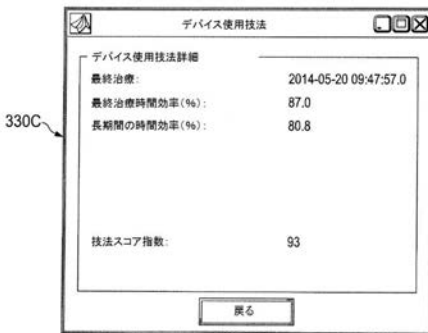 デバイス使用技法
デバイス使用技法詳細
最終治療: 2014-05-20 09:47:57.0
最終治療時間効率(%): 87.0
長期間の時間効率(%): 80.8
330C
技法スコア指数: 93
戻る